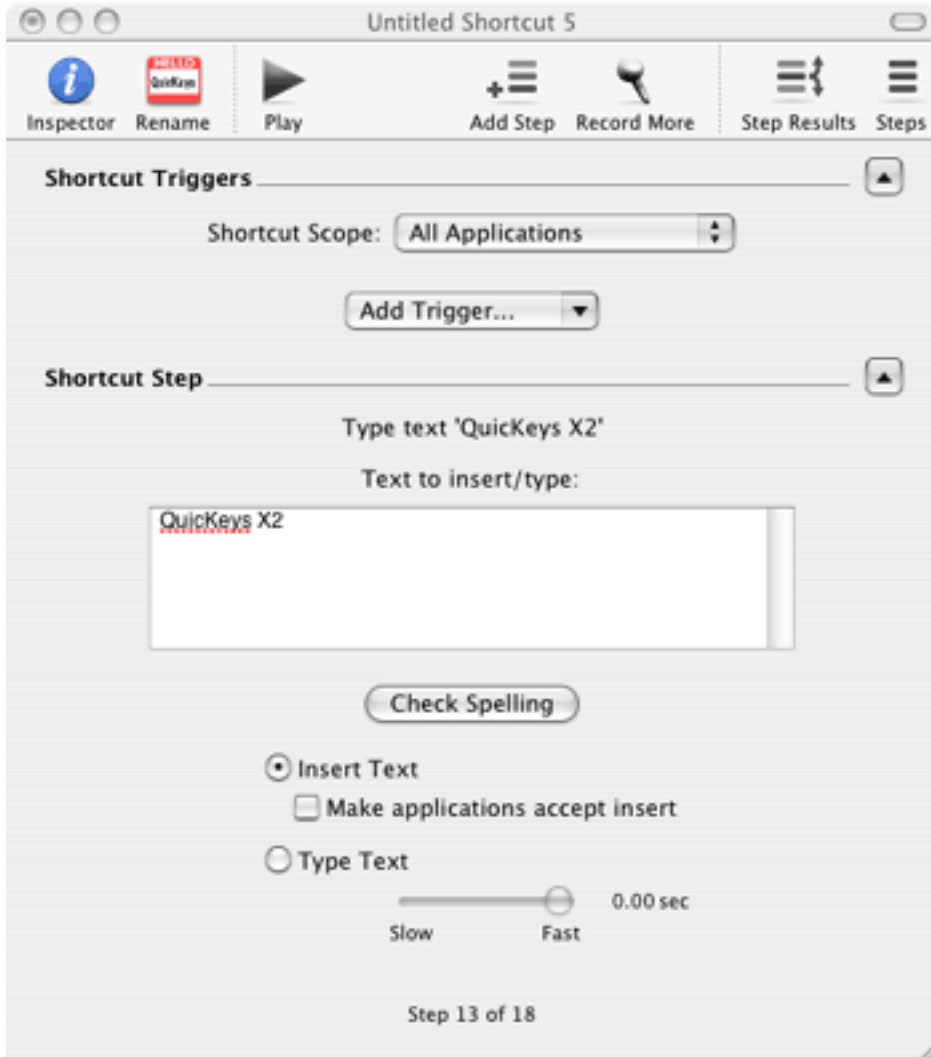 Untitled Shortcut 5
HELLO
QuicKeys
Inspector Rename Play Add Step Record More Step Results Steps
Shortcut Triggers
Shortcut Scope: All Applications
Add Trigger...
Shortcut Step
Type text 'QuicKeys X2'
Text to insert/type:
QuicKeys X2
Check Spelling
Insert Text
Make applications accept insert
Type Text
0.00 sec
Slow Fast
Step 13 of 18